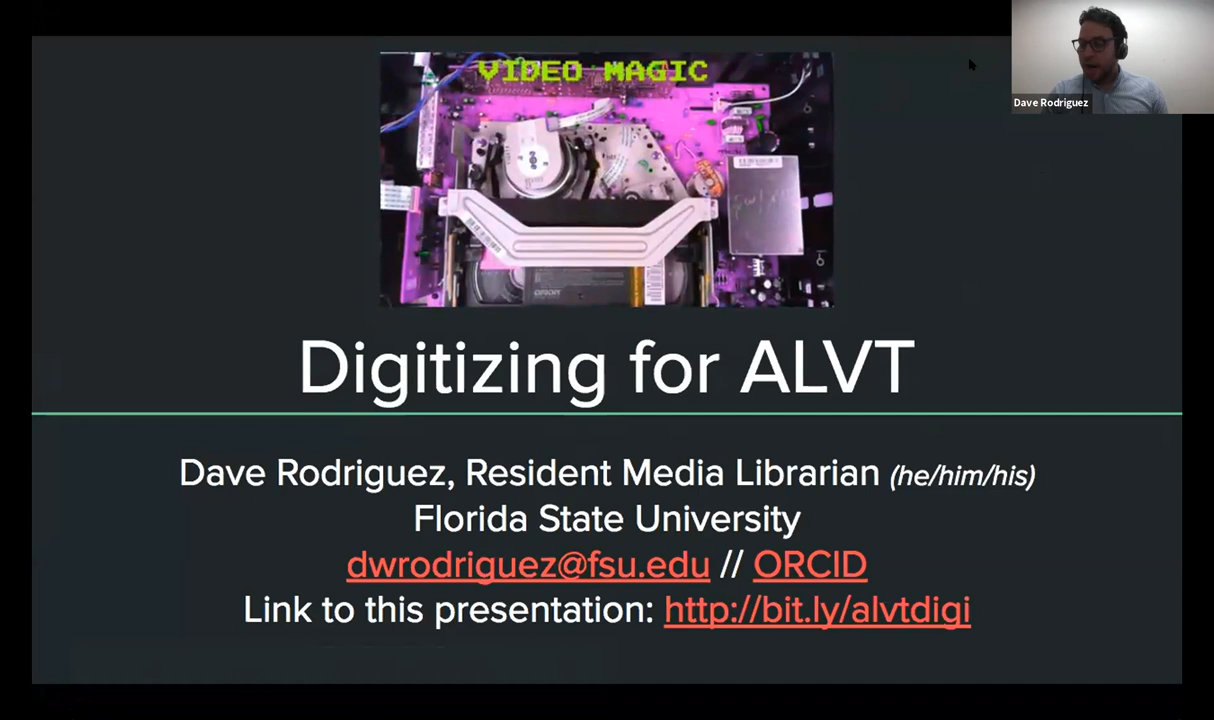 VIDEO MAGIC
Dave Rodriguez
Digitizing for ALVT
Dave Rodriguez, Resident Media Librarian (he/him/his)
Florida State University
dwrodriguez@fsu.edu // ORCID
Link to this presentation: http://bit.ly/alvtdigi